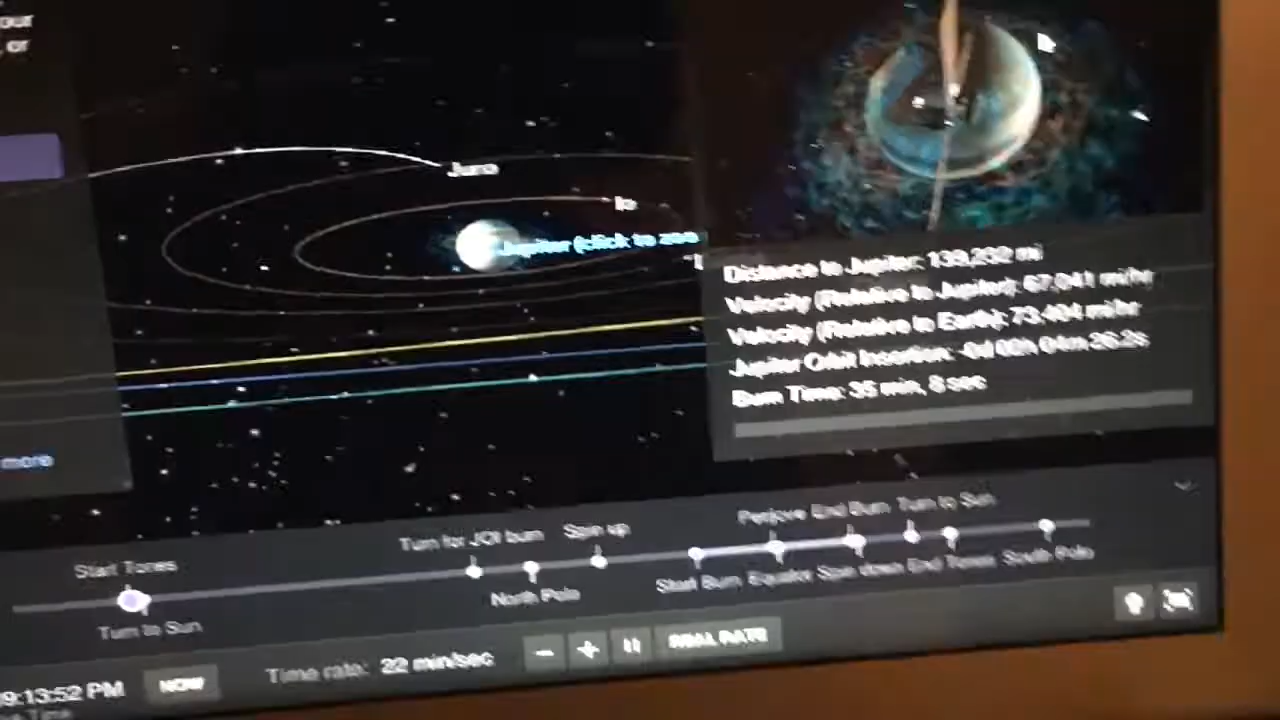 our
, or
Juno
Io
Jupiter (click to zoo
Distance to Jupiter: 139,232 mi
Velocity (Relative to Jupiter): 67,041 mi/hr
Velocity (Relative to Earth): 73,404 mi/hr
Jupiter Orbit Insertion: -0d 00h 04m 26.2s
Burn Time: 35 min, 8 sec
more
Start Tones
Turn for JOI burn
Spin up
Perijove
End Burn
Turn to Sun
Turn to Sun
North Pole
Start Burn
Equator
Spin down
End Tones
South Pole
9:13:52 PM
NOW
Time rate: 22 min/sec
REAL RATE
Time